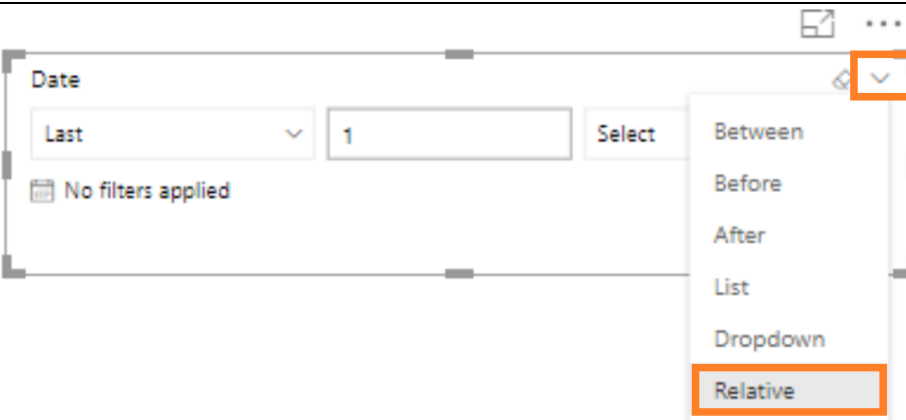 Date
Last 1 Select
No filters applied
Between
Before
After
List
Dropdown
Relative